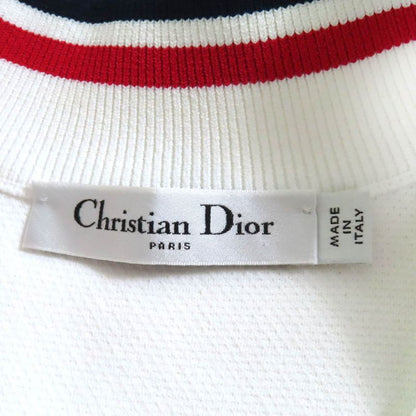 Christian Dior
PARIS
MADE
IN
ITALY